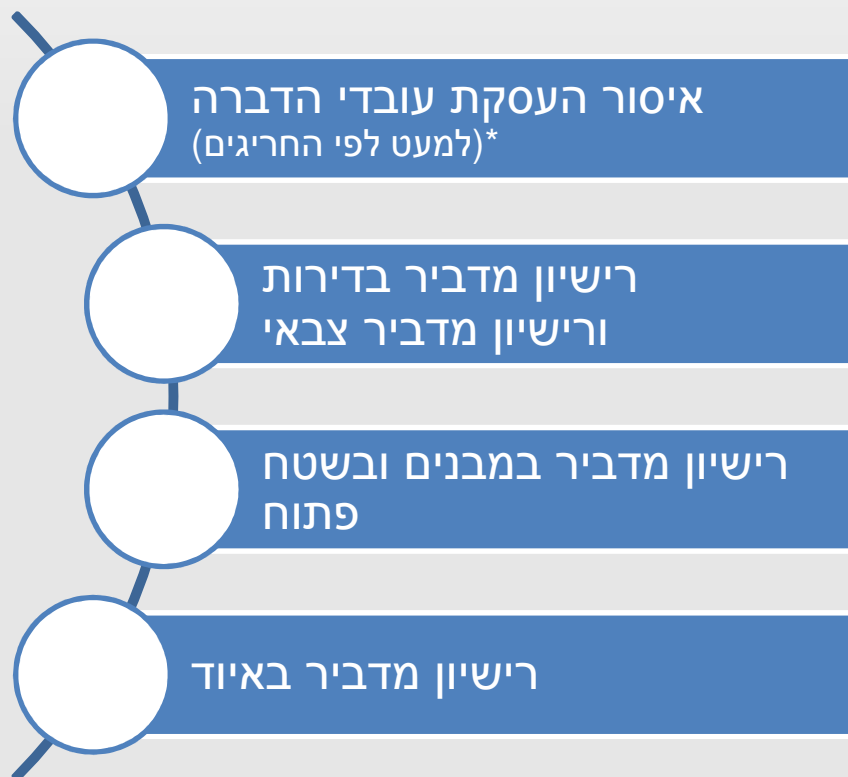 איסור העסקת עובדי הדברה
*(למעט לפי החריגים)
רישיון מדביר בדירות
ורישיון מדביר צבאי
רישיון מדביר במבנים ובשטח
פתוח
רישיון מדביר באיוד